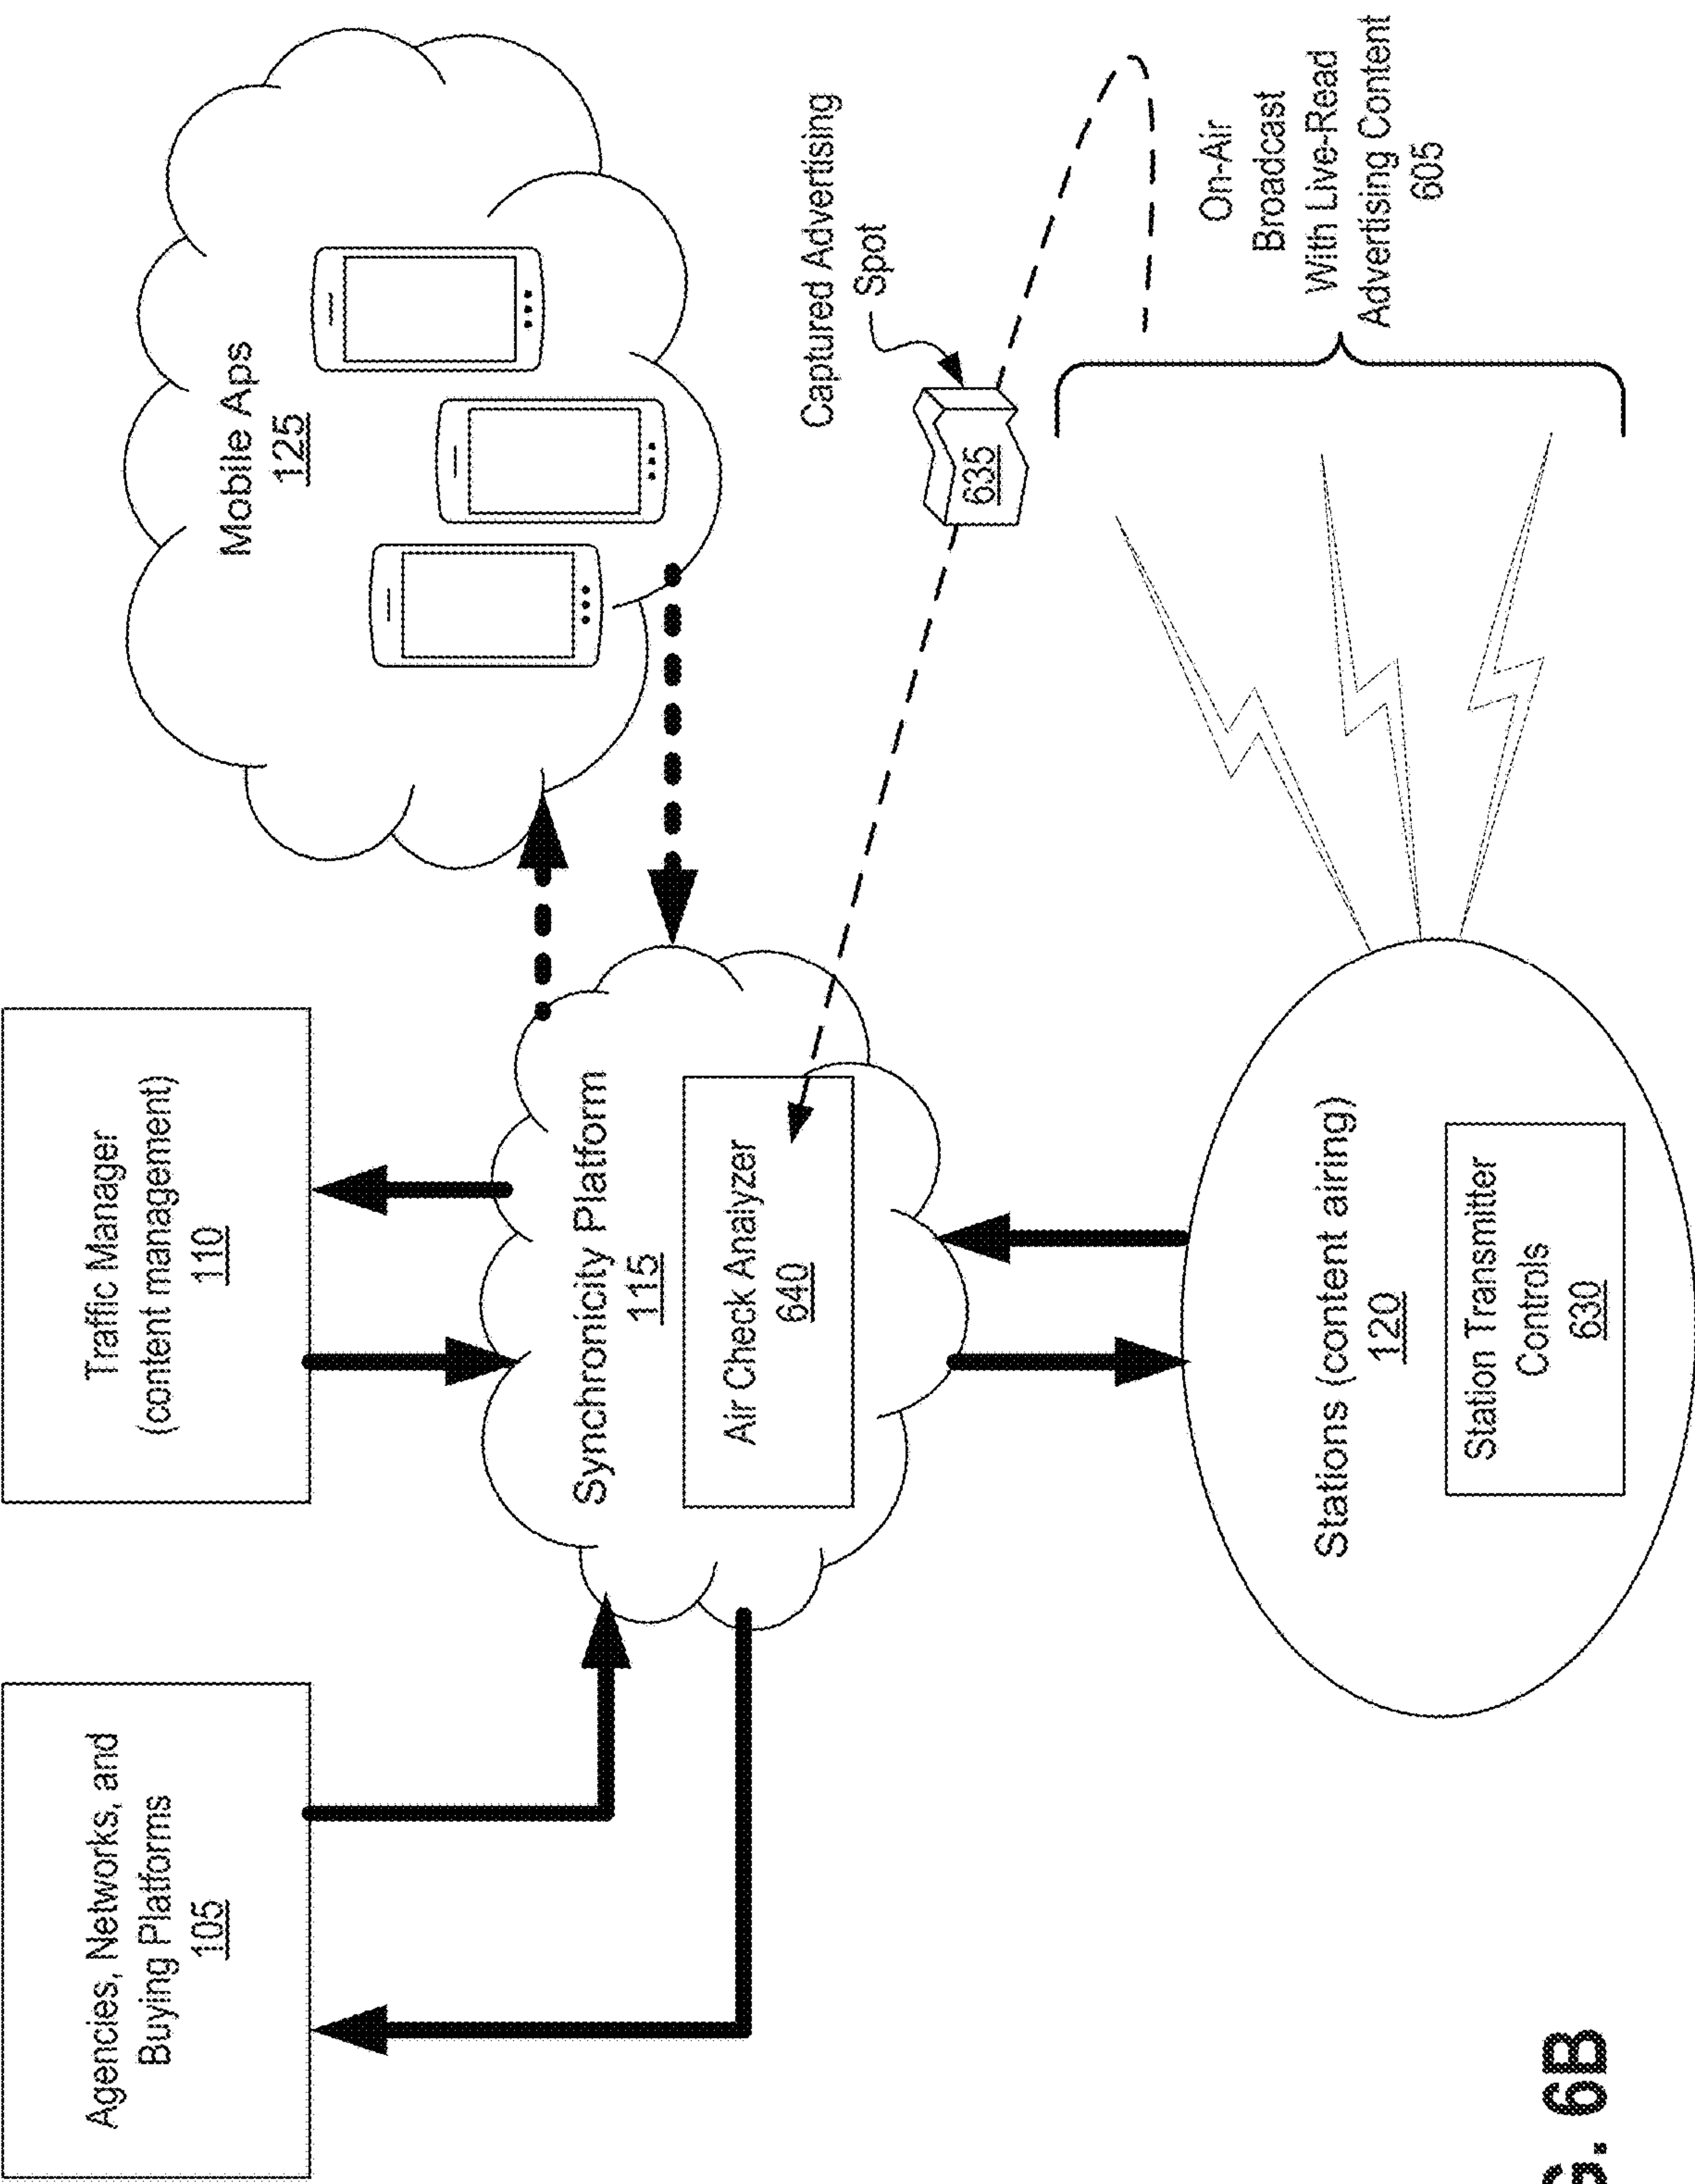 Agencies, Networks, and
Buying Platforms
105
Traffic Manager
(content management)
110
Mobile Aps
125
Synchronicity Platform
115
Air Check Analyzer
640
Captured Advertising
Spot
635
On-Air
Broadcast
With Live-Read
Advertising Content
605
Stations (content airing)
120
Station Transmitter
Controls
630
G. 6B